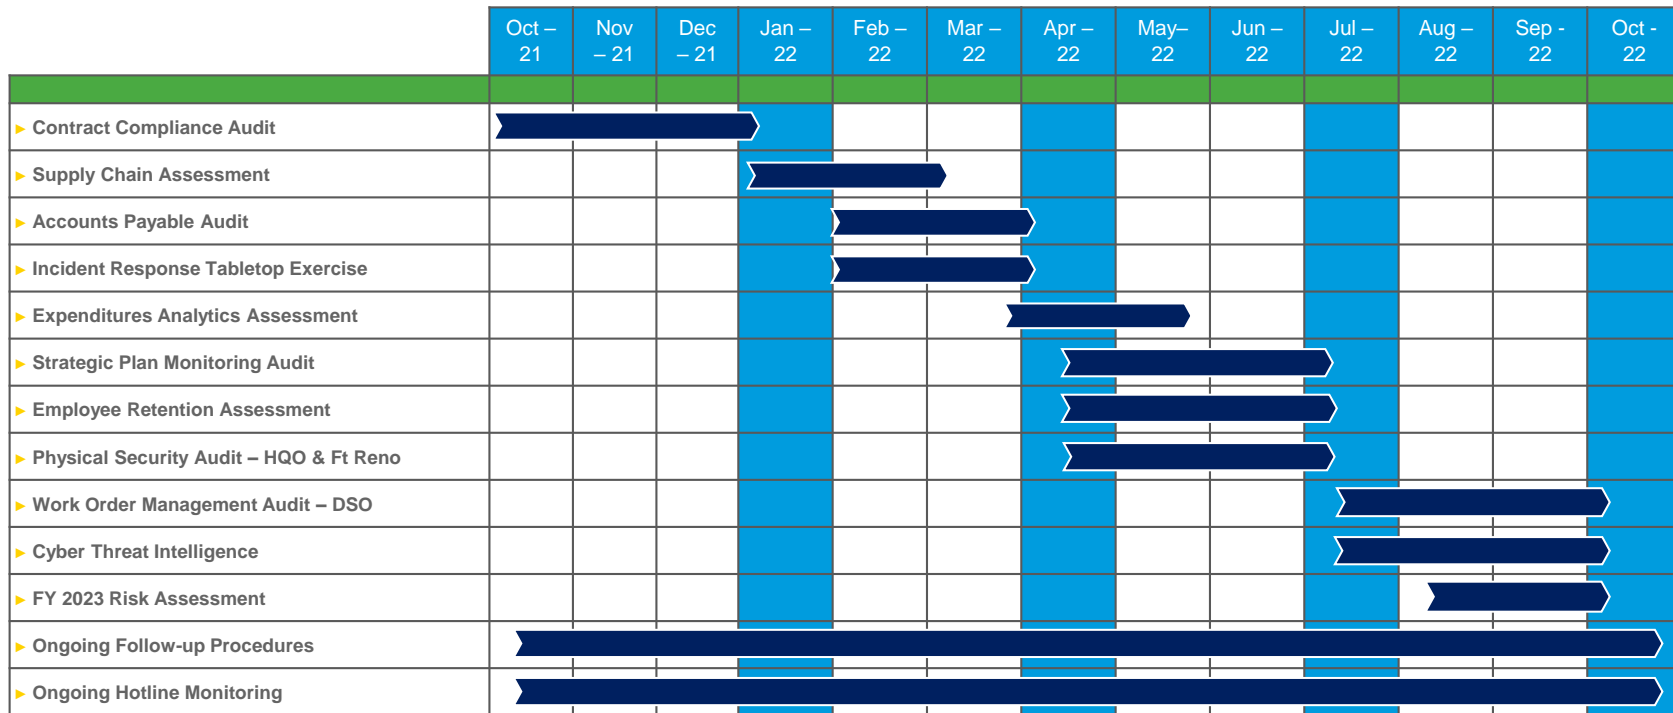 Oct –
21
Nov
– 21
Dec
– 21
Jan –
22
Feb –
22
Mar –
22
Apr –
22
May–
22
Jun –
22
Jul –
22
Aug –
22
Sep -
22
Oct -
22
► Contract Compliance Audit
► Supply Chain Assessment
► Accounts Payable Audit
► Incident Response Tabletop Exercise
► Expenditures Analytics Assessment
► Strategic Plan Monitoring Audit
► Employee Retention Assessment
► Physical Security Audit – HQO & Ft Reno
► Work Order Management Audit – DSO
► Cyber Threat Intelligence
► FY 2023 Risk Assessment
► Ongoing Follow-up Procedures
► Ongoing Hotline Monitoring